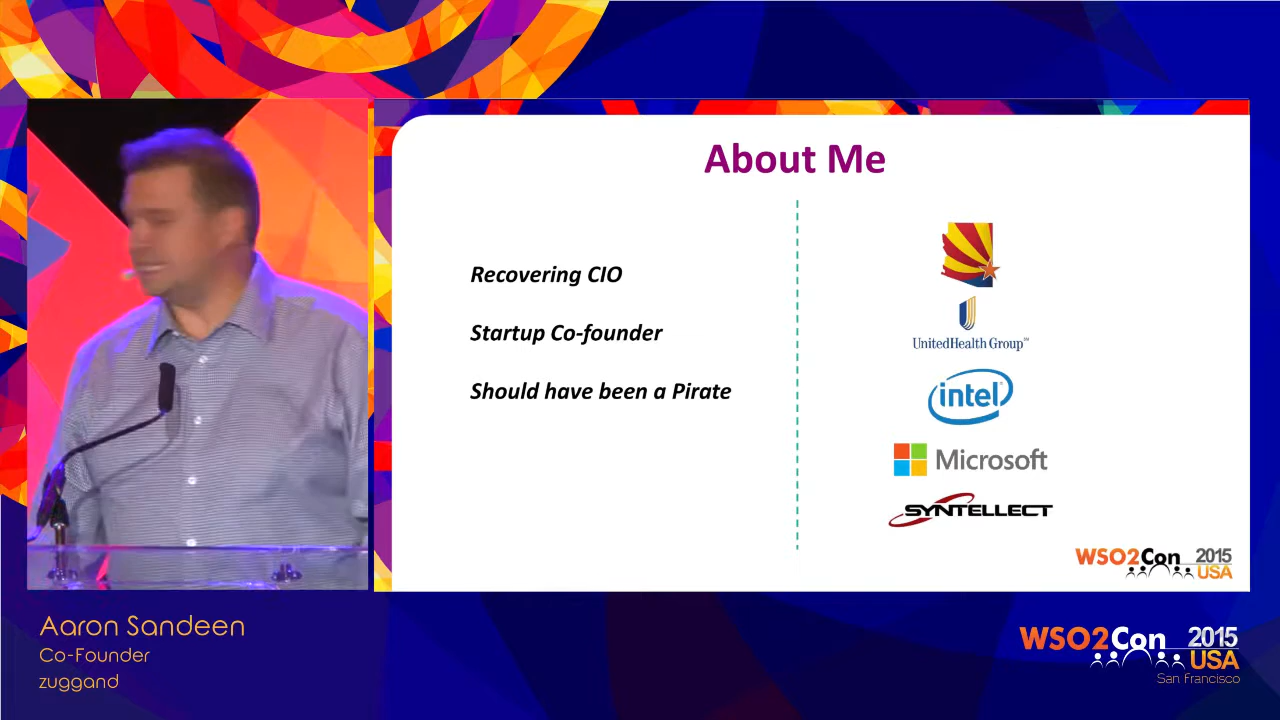 About Me
Recovering CIO
Startup Co-founder
Should have been a Pirate
UnitedHealth Group℠
intel®
Microsoft
SYNTELLECT
WSO2Con 2015
USA
Aaron Sandeen
Co-Founder
zuggand
WSO2Con 2015
USA
San Francisco